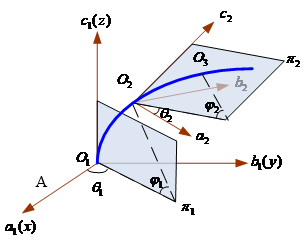 c₂
c₁(z)
O₃
π₂
O₂
b₂
φ₂
θ₂
a₂
O₁
b₁(y)
A
θ₁
φ₁
π₁
a₁(x)